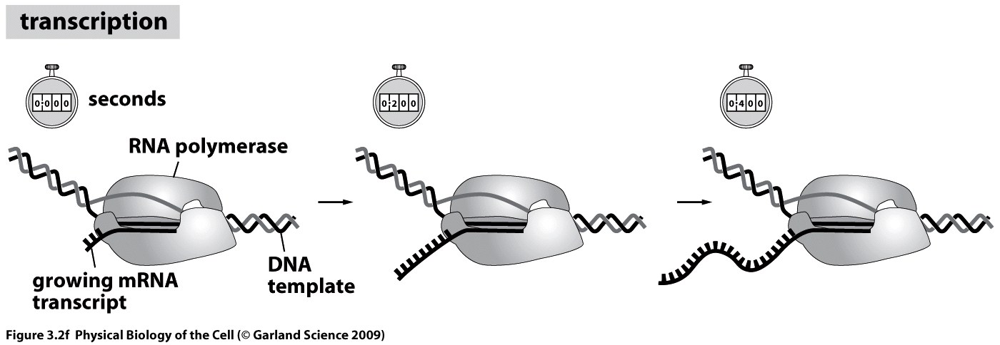 transcription
0:000
seconds
0:200
0:400
RNA polymerase
growing mRNA
transcript
DNA
template
Figure 3.2f Physical Biology of the Cell (© Garland Science 2009)